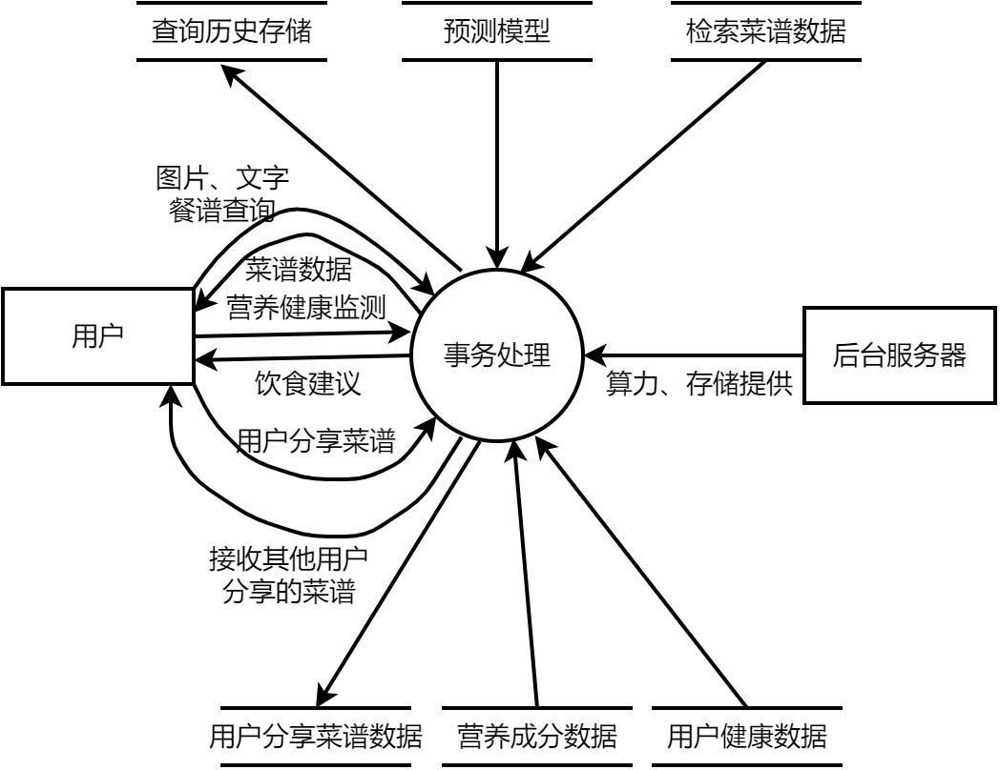 查询历史存储
预测模型
检索菜谱数据
图片、文字
餐谱查询
菜谱数据
营养健康监测
用户
事务处理
后台服务器
饮食建议
算力、存储提供
用户分享菜谱
接收其他用户
分享的菜谱
用户分享菜谱数据
营养成分数据
用户健康数据